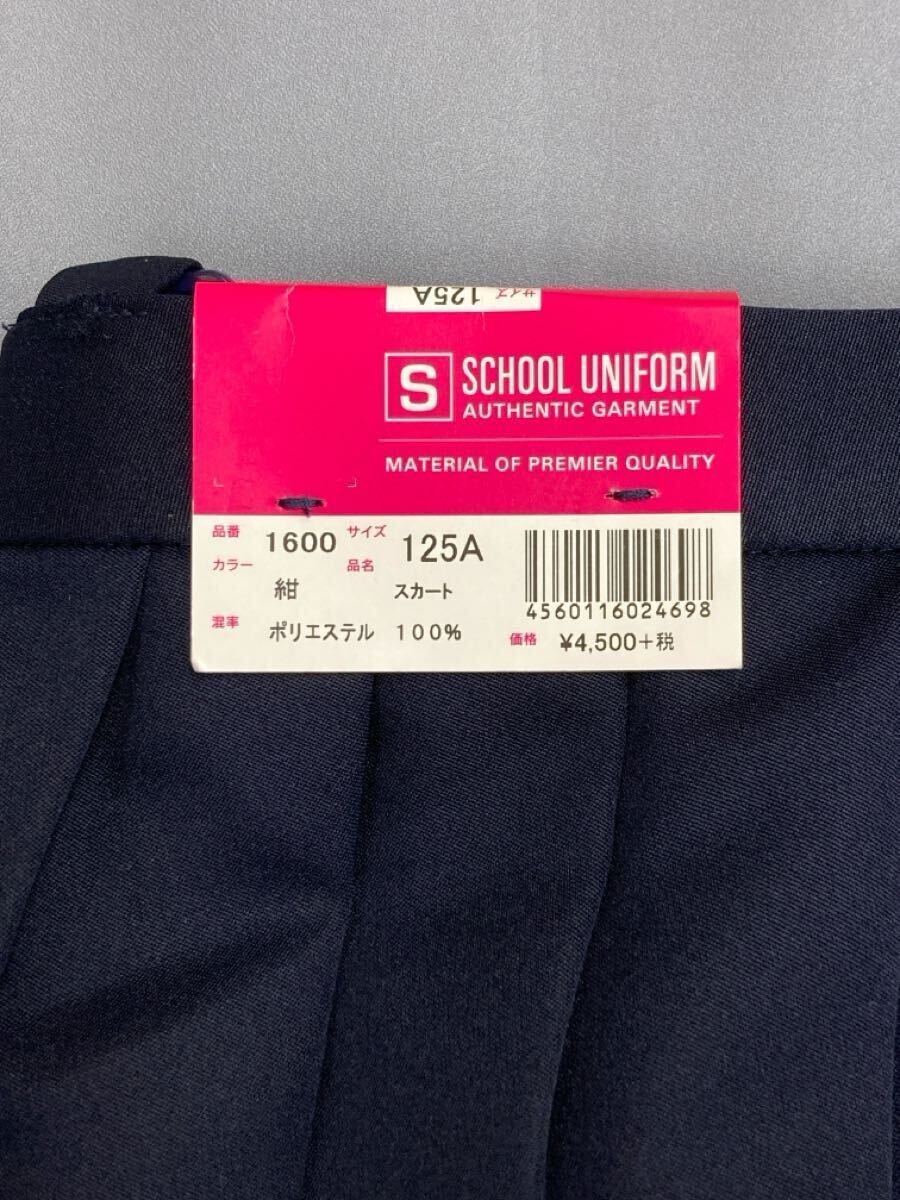 サイズ 125A
S SCHOOL UNIFORM
AUTHENTIC GARMENT
MATERIAL OF PREMIER QUALITY
品番 1600 サイズ 125A
カラー 紺 品名 スカート
混率 ポリエステル 100%
4560116024698
価格 ¥4,500+税